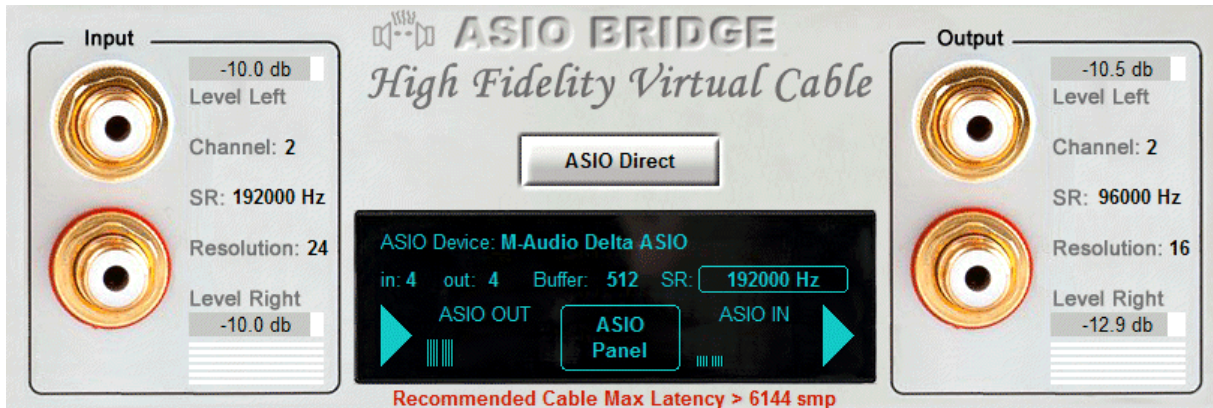 Input
-10.0 db
Level Left
Channel: 2
SR: 192000 Hz
Resolution: 24
Level Right
-10.0 db
ASIO BRIDGE
High Fidelity Virtual Cable
ASIO Direct
ASIO Device: M-Audio Delta ASIO
in: 4 out: 4 Buffer: 512 SR: 192000 Hz
ASIO OUT
ASIO
Panel
ASIO IN
Recommended Cable Max Latency > 6144 smp
Output
-10.5 db
Level Left
Channel: 2
SR: 96000 Hz
Resolution: 16
Level Right
-12.9 db